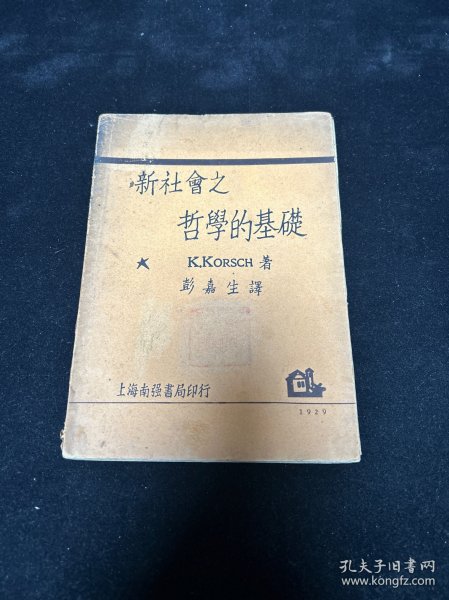 新社會之
哲學的基礎
K.KORSCH 著
彭嘉生譯
上海南强書局印行
1929
孔夫子旧书网
www.kongfz.com